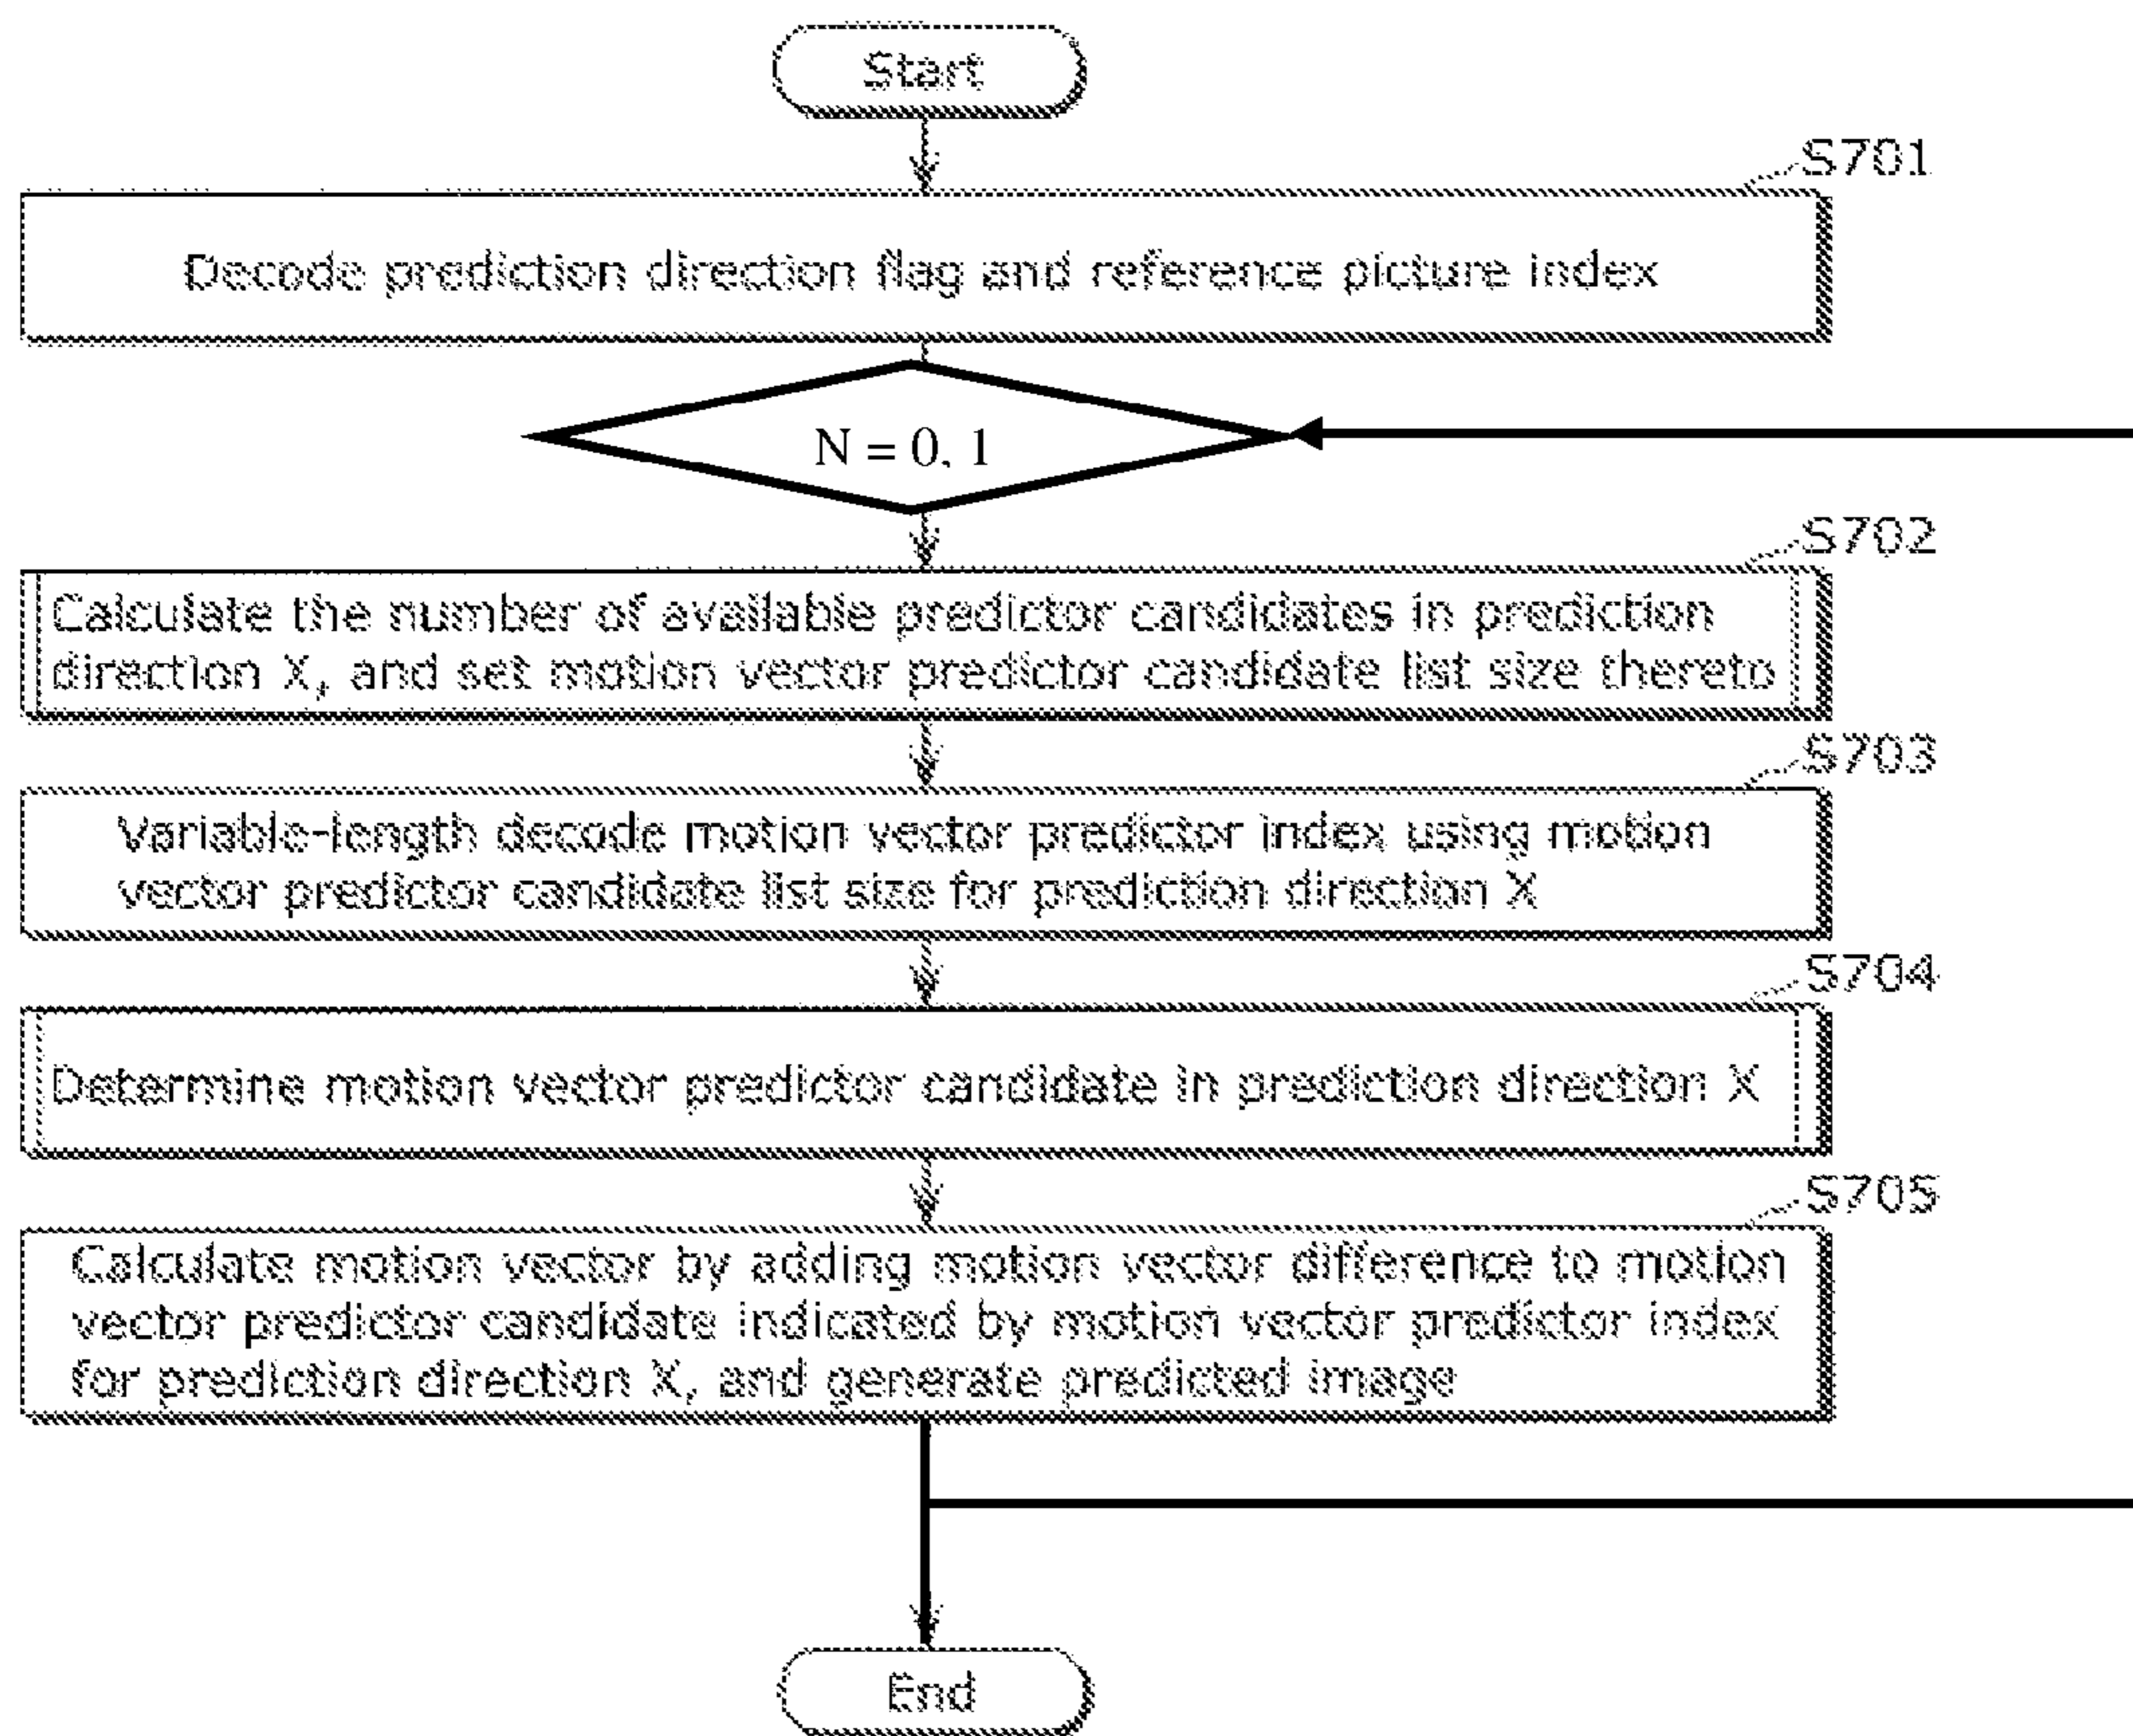 Start
S701
Decode prediction direction flag and reference picture index
N = 0, 1
S702
Calculate the number of available predictor candidates in prediction
direction X, and set motion vector predictor candidate list size thereto
S703
Variable-length decode motion vector predictor index using motion
vector predictor candidate list size for prediction direction X
S704
Determine motion vector predictor candidate in prediction direction X
S705
Calculate motion vector by adding motion vector difference to motion
vector predictor candidate indicated by motion vector predictor index
for prediction direction X, and generate predicted image
End